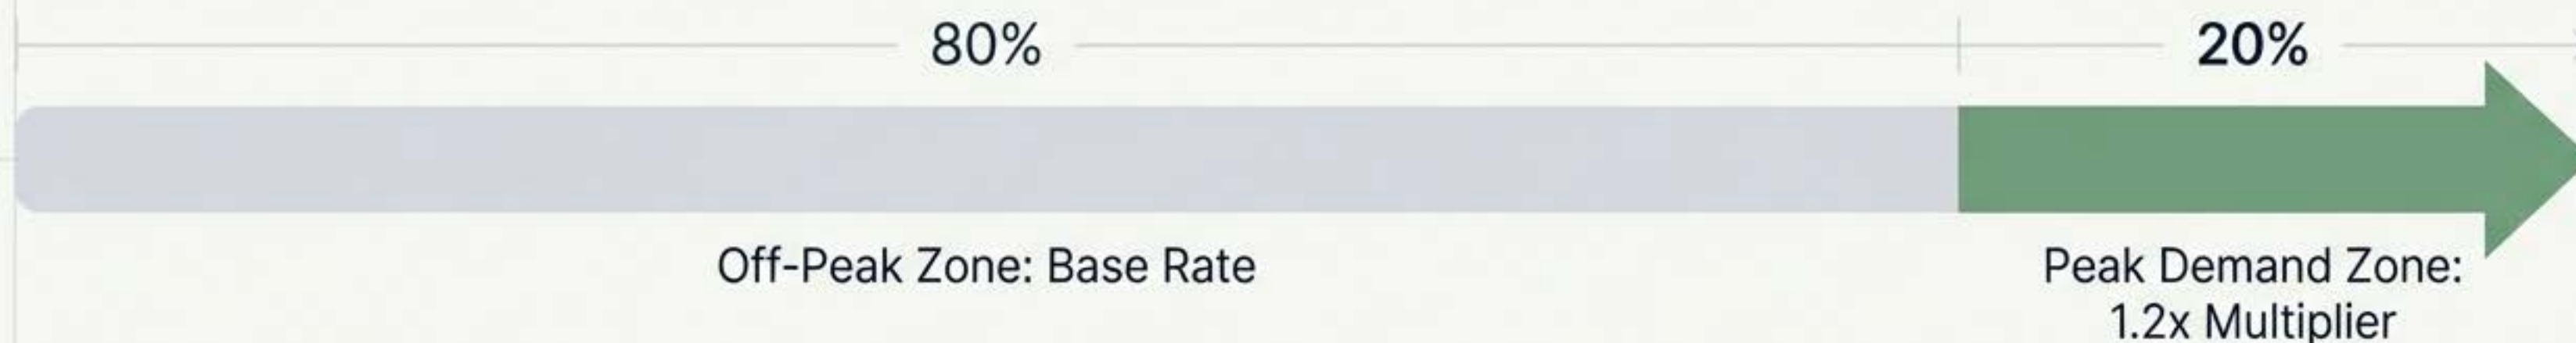 80%
20%
Off-Peak Zone: Base Rate
Peak Demand Zone:
1.2x Multiplier